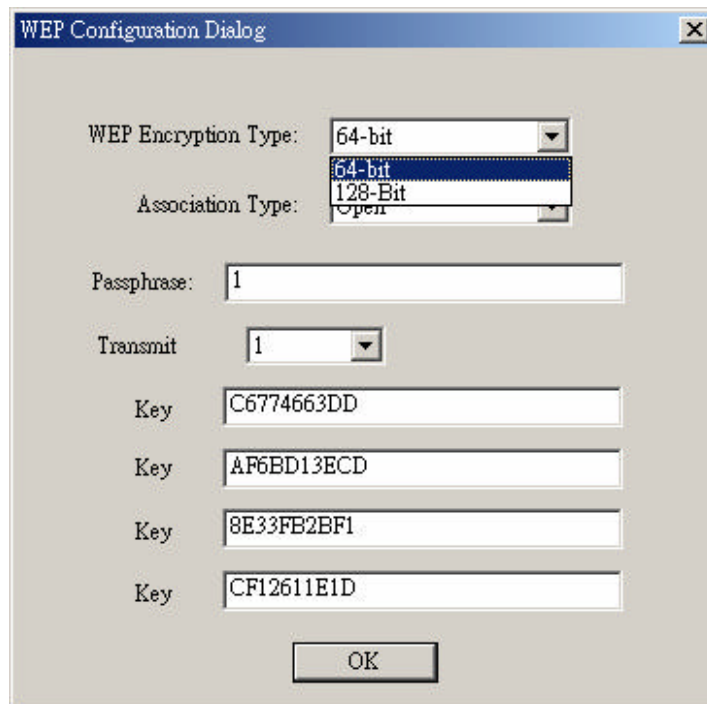 WEP Configuration Dialog
WEP Encryption Type: 64-bit
64-bit
128-Bit
Association Type: Open
Passphrase: 1
Transmit 1
Key C6774663DD
Key AF6BD13ECD
Key 8E33FB2BF1
Key CF12611E1D
OK